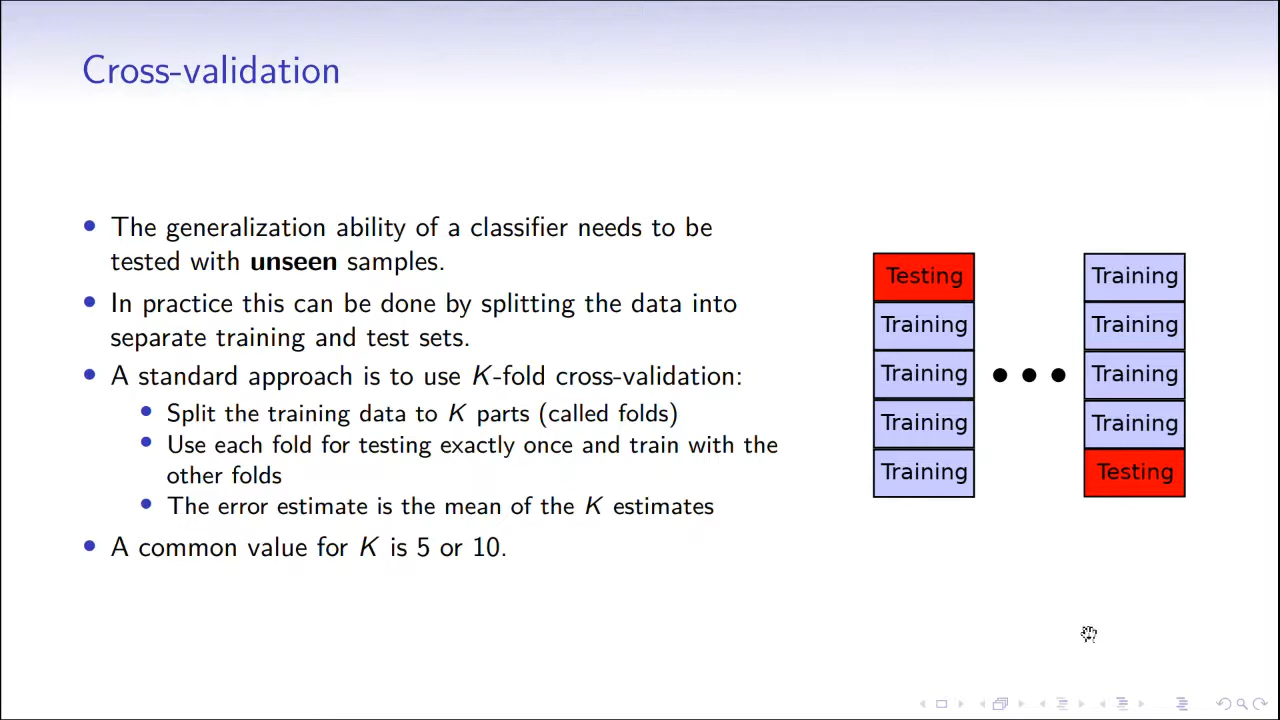 Cross-validation
The generalization ability of a classifier needs to be
tested with unseen samples.
In practice this can be done by splitting the data into
separate training and test sets.
A standard approach is to use K-fold cross-validation:
Split the training data to K parts (called folds)
Use each fold for testing exactly once and train with the
other folds
The error estimate is the mean of the K estimates
A common value for K is 5 or 10.
Testing
Training
Training
Training
Training
Training
Training
Training
Training
Testing